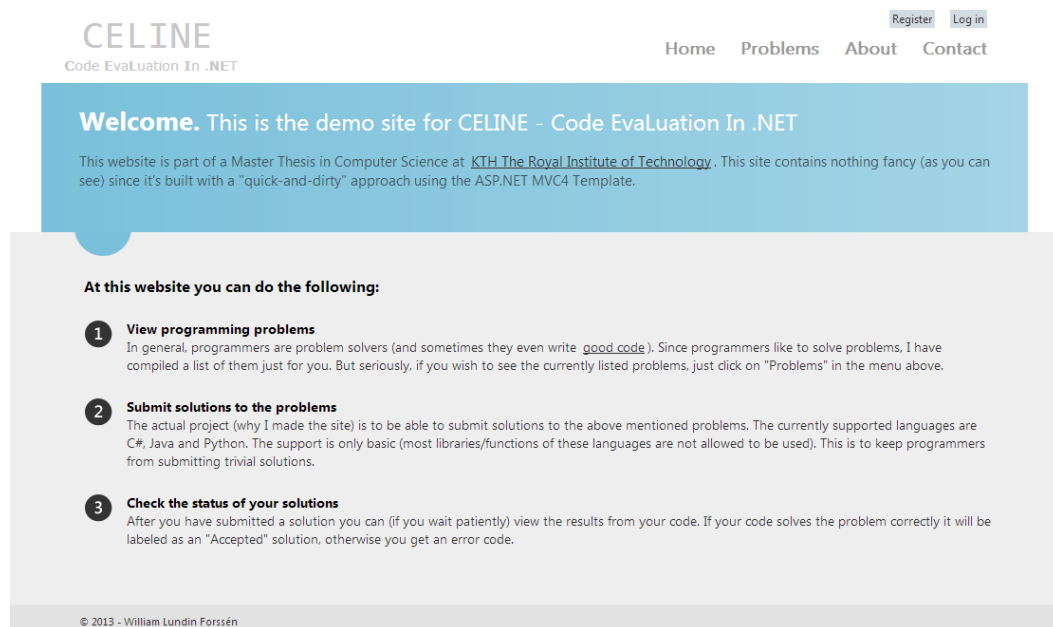 Register Log in
CELINE
Code EvaLuation In .NET
Home Problems About Contact
Welcome. This is the demo site for CELINE - Code EvaLuation In .NET
This website is part of a Master Thesis in Computer Science at KTH The Royal Institute of Technology . This site contains nothing fancy (as you can
see) since it's built with a "quick-and-dirty" approach using the ASP.NET MVC4 Template.
At this website you can do the following:
1 View programming problems
In general, programmers are problem solvers (and sometimes they even write good code ). Since programmers like to solve problems, I have
compiled a list of them just for you. But seriously, if you wish to see the currently listed problems, just click on "Problems" in the menu above.
2 Submit solutions to the problems
The actual project (why I made the site) is to be able to submit solutions to the above mentioned problems. The currently supported languages are
C#, Java and Python. The support is only basic (most libraries/functions of these languages are not allowed to be used). This is to keep programmers
from submitting trivial solutions.
3 Check the status of your solutions
After you have submitted a solution you can (if you wait patiently) view the results from your code. If your code solves the problem correctly it will be
labeled as an "Accepted" solution, otherwise you get an error code.
© 2013 - William Lundin Forssén